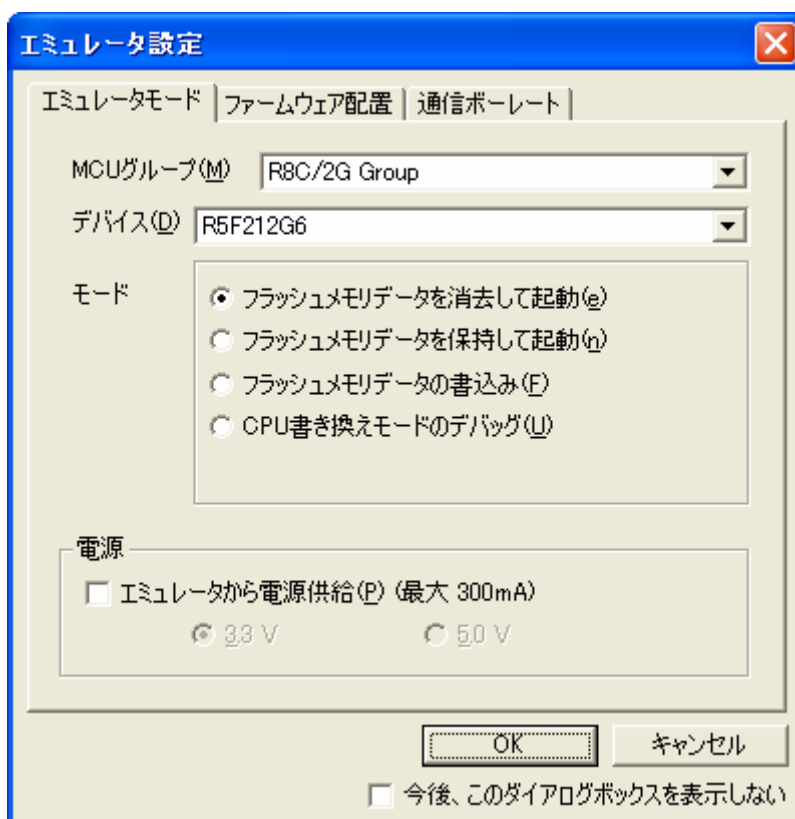 エミュレータ設定
エミュレータモード ファームウェア配置 通信ボーレート
MCUグループ(M) R8C/2G Group
デバイス(D) R5F212G6
モード
フラッシュメモリデータを消去して起動(e)
フラッシュメモリデータを保持して起動(n)
フラッシュメモリデータの書込み(F)
CPU書き換えモードのデバッグ(U)
電源
エミュレータから電源供給(P) (最大 300mA)
3.3 V 5.0 V
OK キャンセル
今後、このダイアログボックスを表示しない